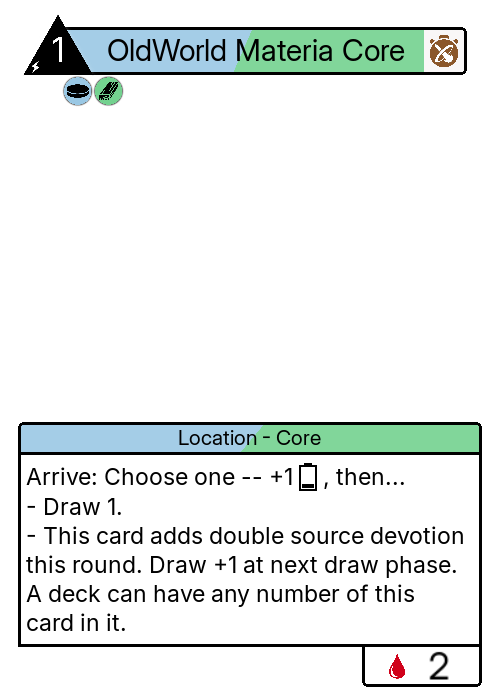 1
OldWorld Materia Core
Location - Core
Arrive: Choose one -- +1 , then...
- Draw 1.
- This card adds double source devotion
this round. Draw +1 at next draw phase.
A deck can have any number of this
card in it.
2